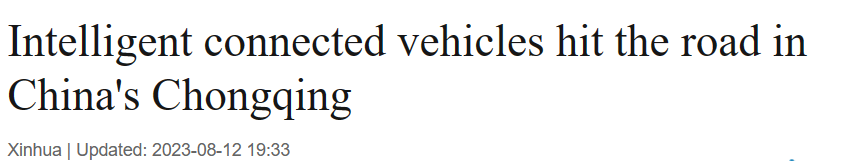 Intelligent connected vehicles hit the road in
China's Chongqing
Xinhua | Updated: 2023-08-12 19:33